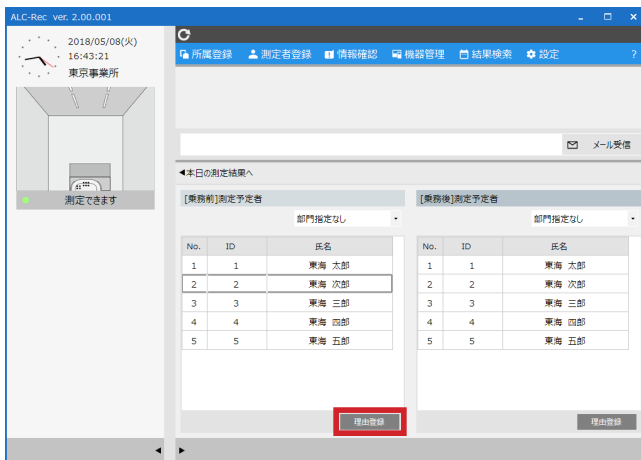 ALC-Rec ver. 2.00.001
2018/05/08(火)
16:43:21
東京事業所
測定できます
所属登録 測定者登録 情報確認 機器管理 結果検索 設定 ?
メール受信
◀本日の測定結果へ
[乗務前]測定予定者
部門指定なし
No. ID 氏名
1 1 東海 太郎
2 2 東海 次郎
3 3 東海 三郎
4 4 東海 四郎
5 5 東海 五郎
理由登録
[乗務後]測定予定者
部門指定なし
No. ID 氏名
1 1 東海 太郎
2 2 東海 次郎
3 3 東海 三郎
4 4 東海 四郎
5 5 東海 五郎
理由登録